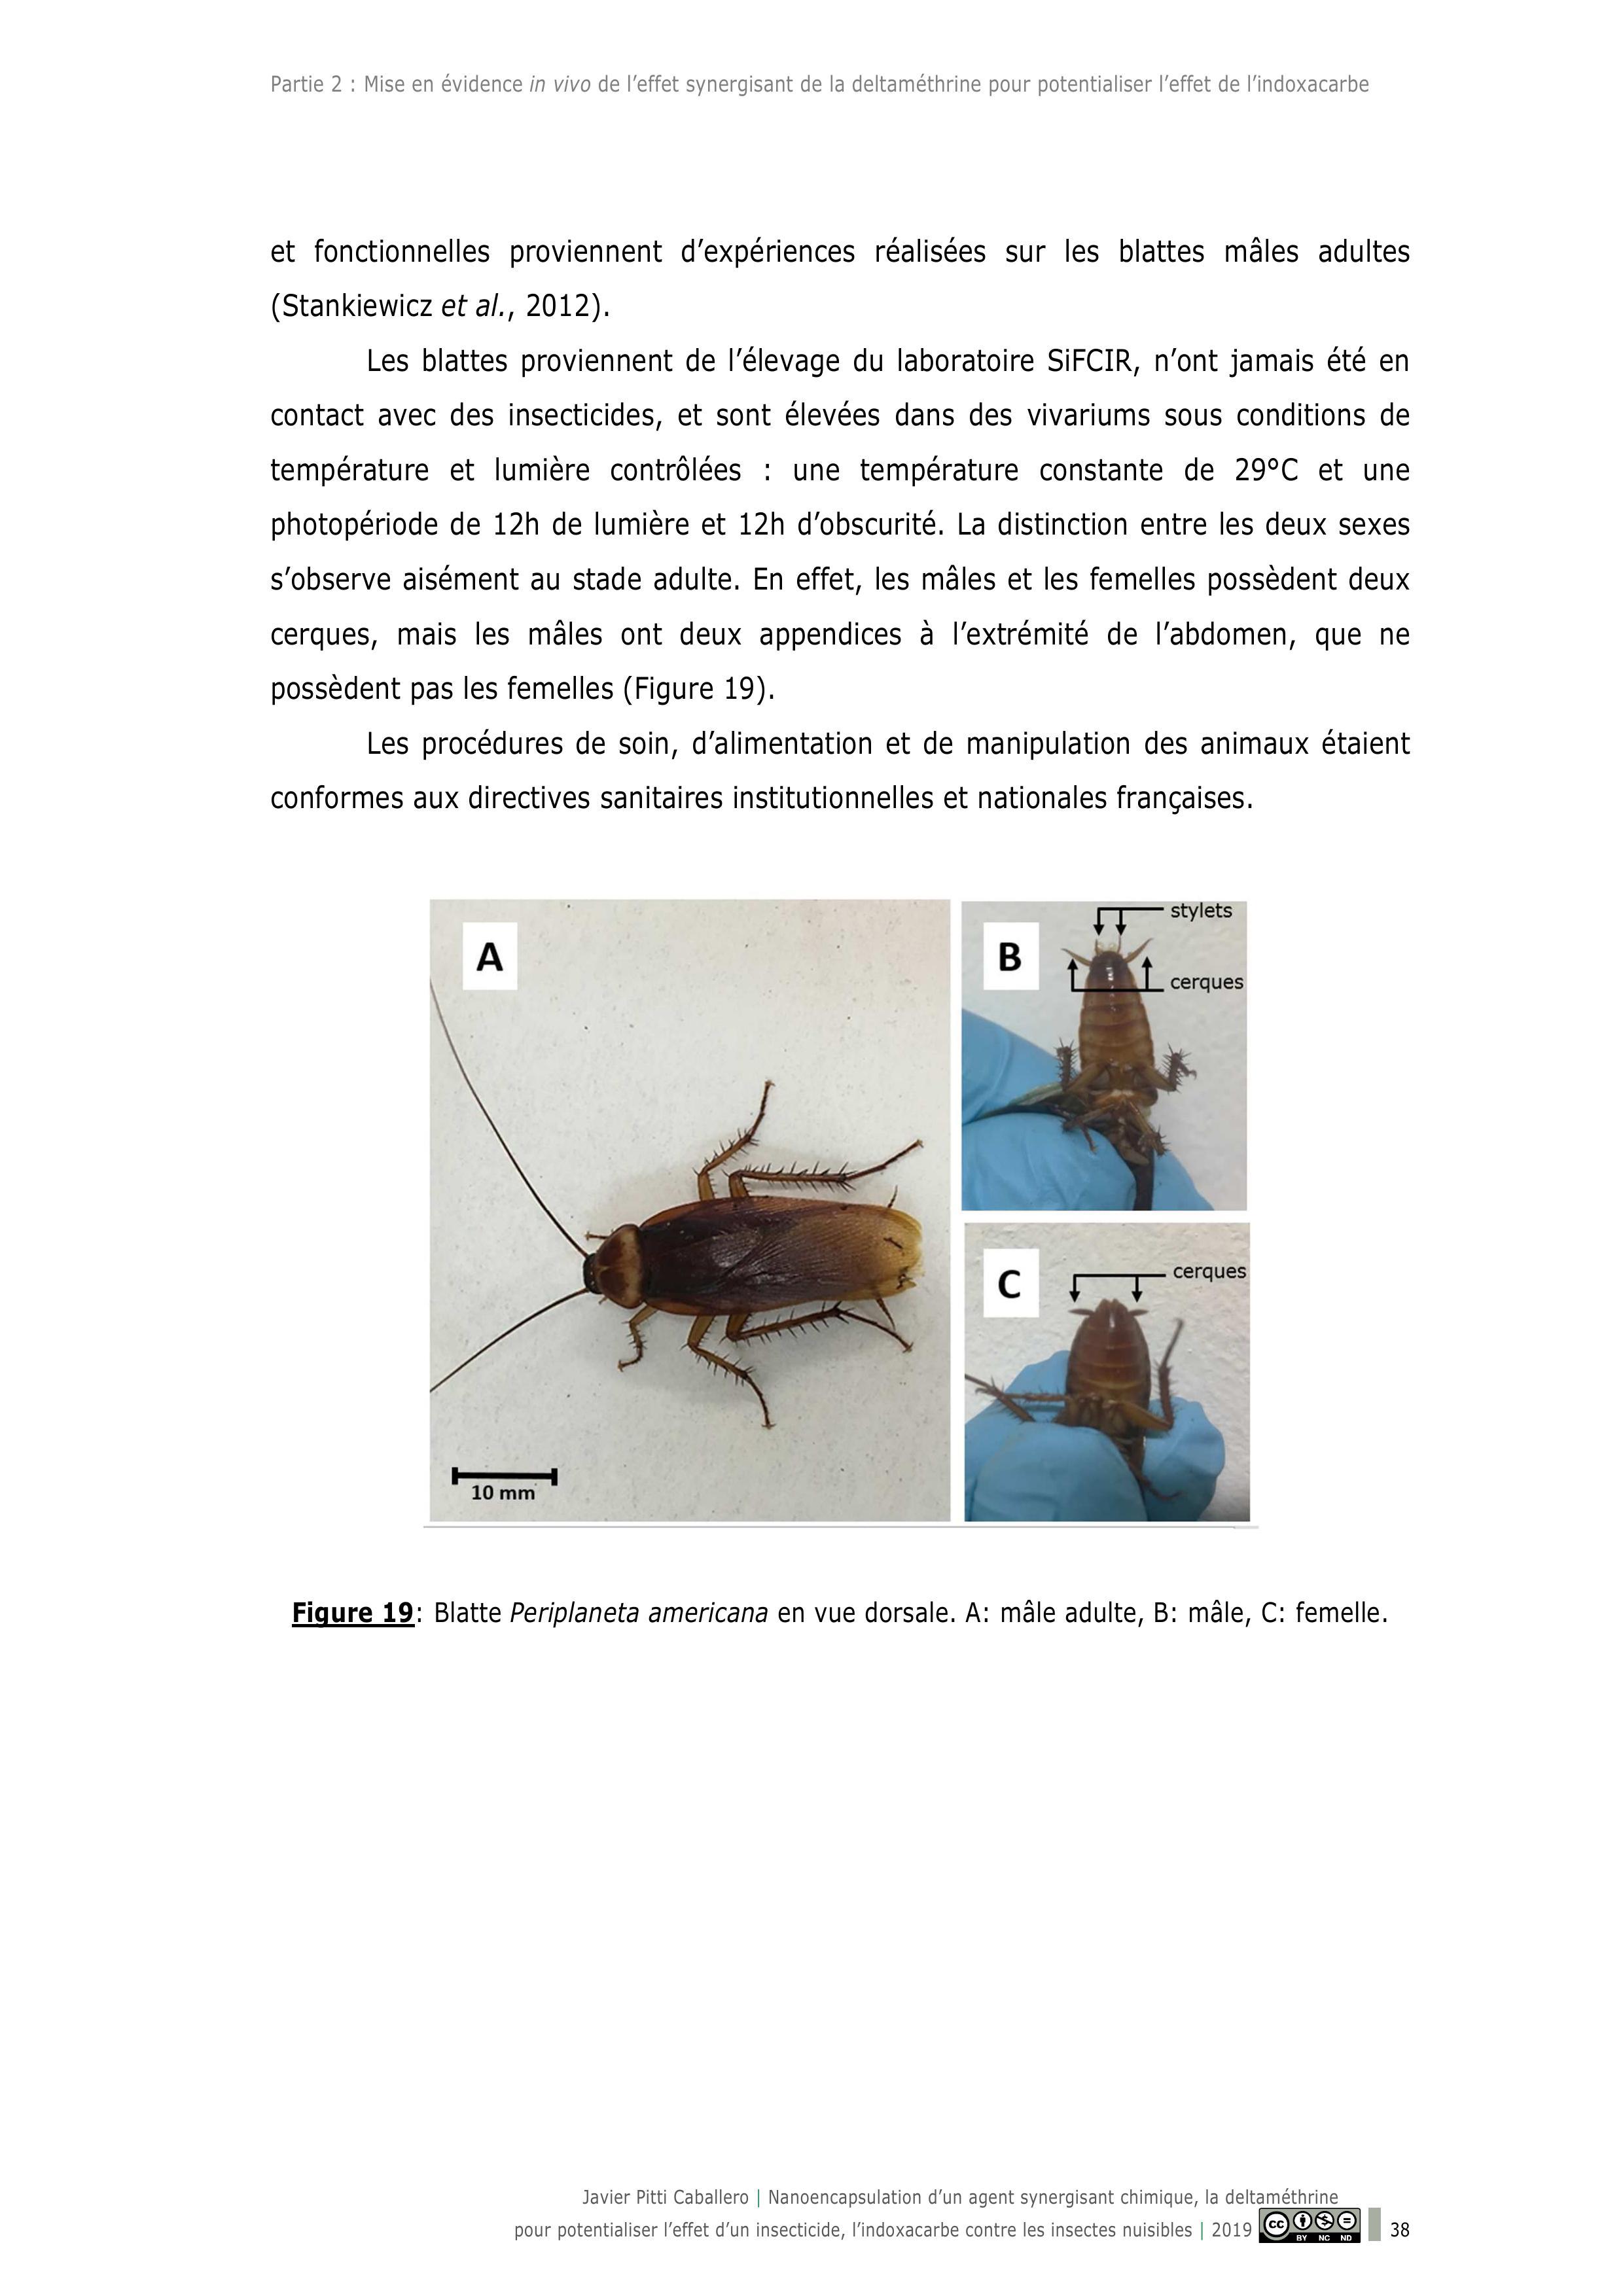 Partie 2 : Mise en évidence in vivo de l’effet synergisant de la deltaméthrine pour potentialiser l’effet de l’indoxacarbe
et fonctionnelles proviennent d’expériences réalisées sur les blattes mâles adultes
(Stankiewicz et al., 2012).
Les blattes proviennent de l’élevage du laboratoire SiFCIR, n’ont jamais été en
contact avec des insecticides, et sont élevées dans des vivariums sous conditions de
température et lumière contrôlées : une température constante de 29°C et une
photopériode de 12h de lumière et 12h d’obscurité. La distinction entre les deux sexes
s’observe aisément au stade adulte. En effet, les mâles et les femelles possèdent deux
cerques, mais les mâles ont deux appendices à l’extrémité de l’abdomen, que ne
possèdent pas les femelles (Figure 19).
Les procédures de soin, d’alimentation et de manipulation des animaux étaient
conformes aux directives sanitaires institutionnelles et nationales françaises.
A
10 mm
B
stylets
cerques
C
cerques
Figure 19: Blatte Periplaneta americana en vue dorsale. A: mâle adulte, B: mâle, C: femelle.
Javier Pitti Caballero | Nanoencapsulation d’un agent synergisant chimique, la deltaméthrine
pour potentialiser l’effet d’un insecticide, l’indoxacarbe contre les insectes nuisibles | 2019
cc BY NC ND
38